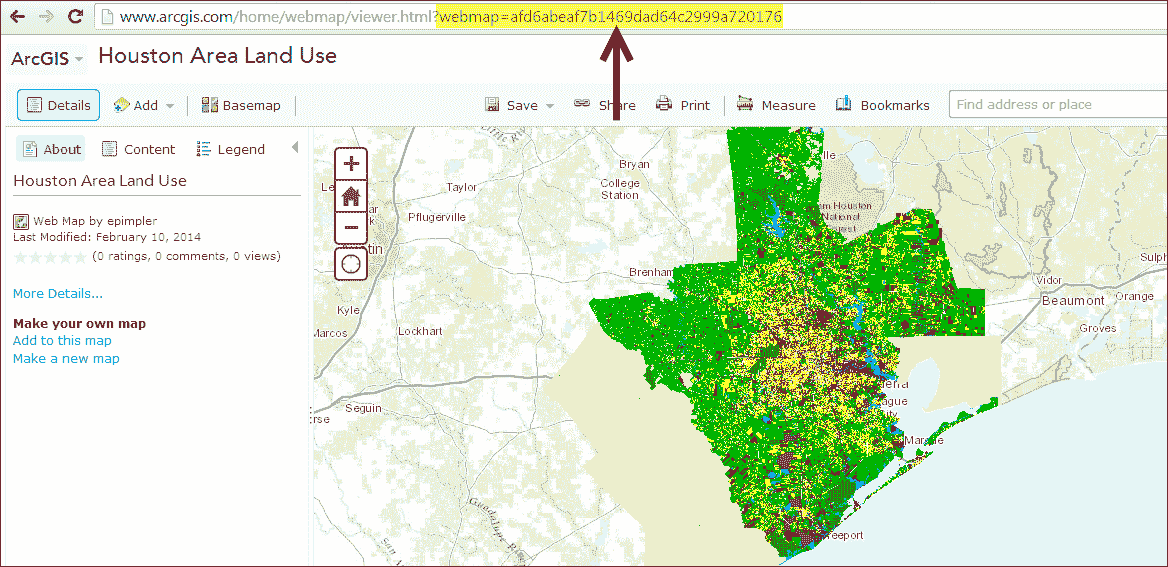 www.arcgis.com/home/webmap/viewer.html?webmap=afd6abeaf7b1469dad64c2999a720176
ArcGIS Houston Area Land Use
Details Add Basemap Save Share Print Measure Bookmarks Find address or place
About Content Legend
Houston Area Land Use
Web Map by epimpler
Last Modified: February 10, 2014
(0 ratings, 0 comments, 0 views)
More Details...
Make your own map
Add to this map
Make a new map
Bryan
College
Station
Taylor
Pflugerville
Brenham
Kyle
Lockhart
Seguin
Vidor
Beaumont
Orange
Groves
Guadalupe River